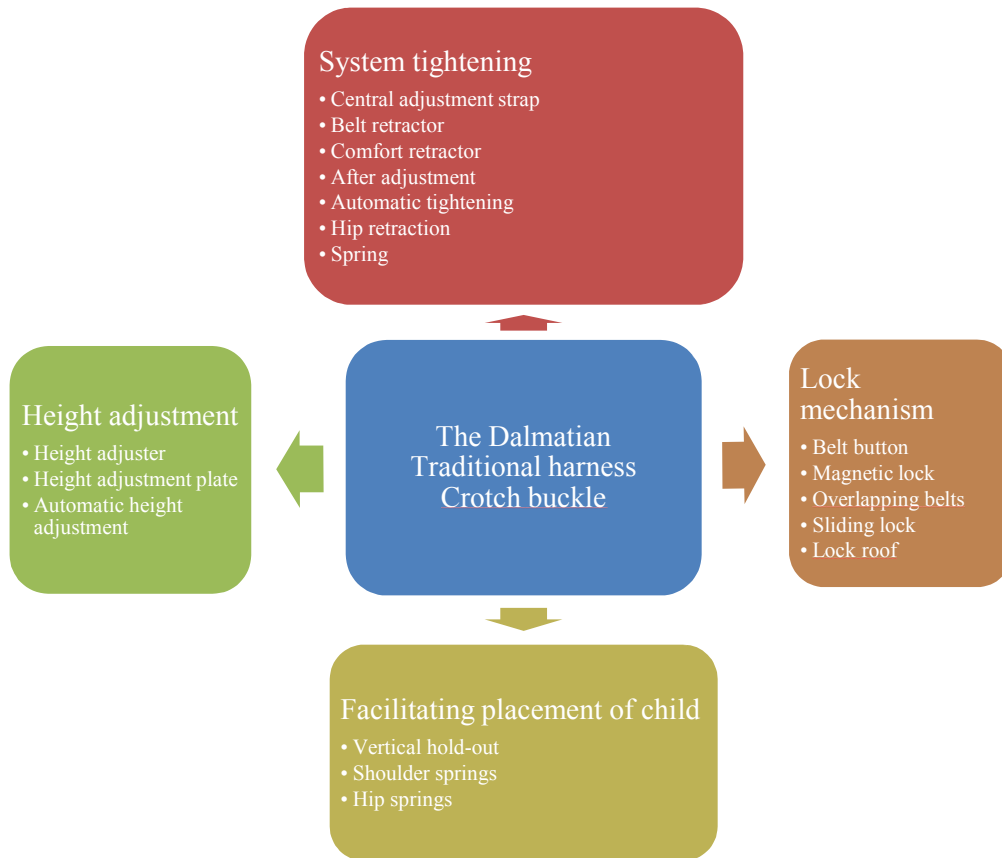 System tightening
• Central adjustment strap
• Belt retractor
• Comfort retractor
• After adjustment
• Automatic tightening
• Hip retraction
• Spring
Height adjustment
• Height adjuster
• Height adjustment plate
• Automatic height
adjustment
The Dalmatian
Traditional harness
Crotch buckle
Lock
mechanism
• Belt button
• Magnetic lock
• Overlapping belts
• Sliding lock
• Lock roof
Facilitating placement of child
• Vertical hold-out
• Shoulder springs
• Hip springs